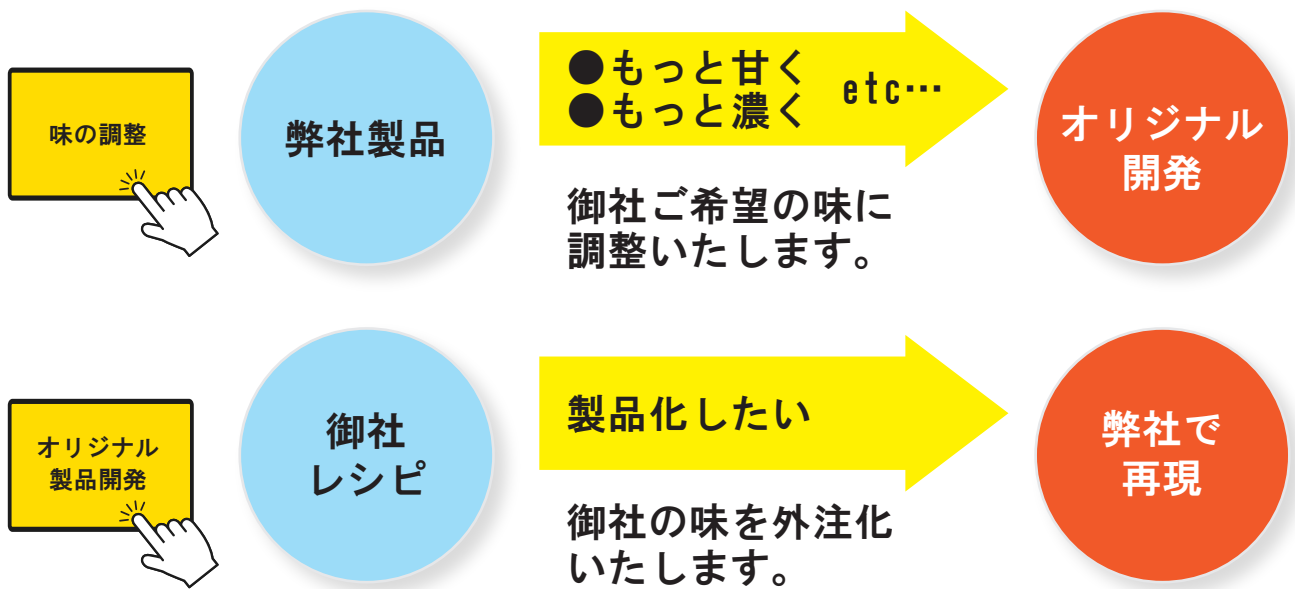 味の調整
弊社製品
●もっと甘く
●もっと濃く
etc…
御社ご希望の味に
調整いたします。
オリジナル
開発
オリジナル
製品開発
御社
レシピ
製品化したい
御社の味を外注化
いたします。
弊社で
再現